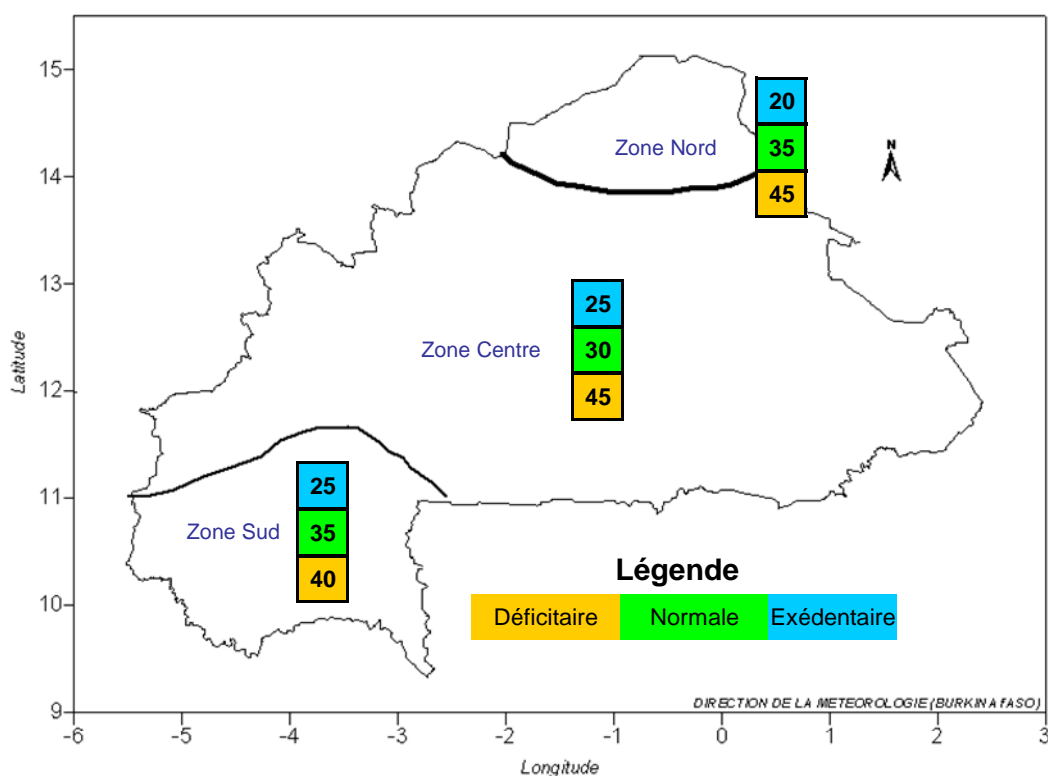 15
14
13
12
11
10
9
Latitude
20
35
45
Zone Nord
N
25
30
45
Zone Centre
25
35
40
Zone Sud
Légende
Déficitaire Normale Exédentaire
DIRECTION DE LA METEOROLOGIE (BURKINA fASO)
-6 -5 -4 -3 -2 -1 0 1 2 3
Longitude